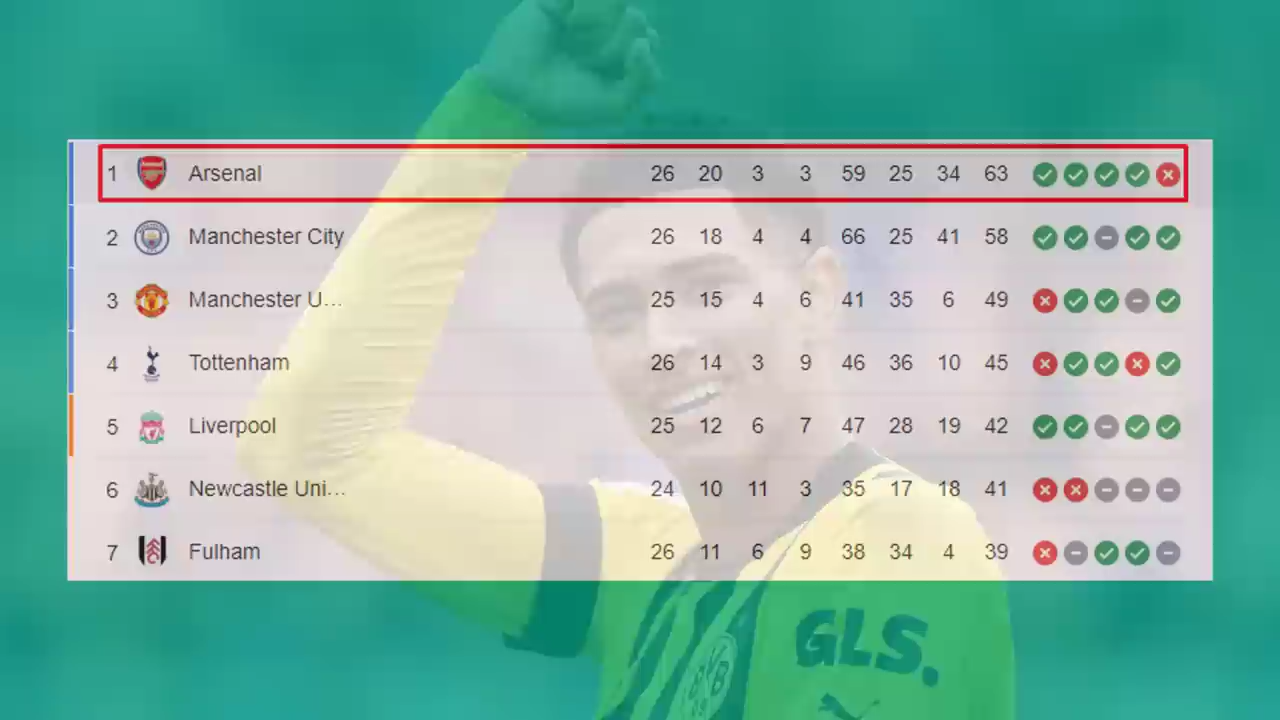 1 Arsenal 26 20 3 3 59 25 34 63
2 Manchester City 26 18 4 4 66 25 41 58
3 Manchester U... 25 15 4 6 41 35 6 49
4 Tottenham 26 14 3 9 46 36 10 45
5 Liverpool 25 12 6 7 47 28 19 42
6 Newcastle Uni... 24 10 11 3 35 17 18 41
7 Fulham 26 11 6 9 38 34 4 39
GLS.
BVB
09